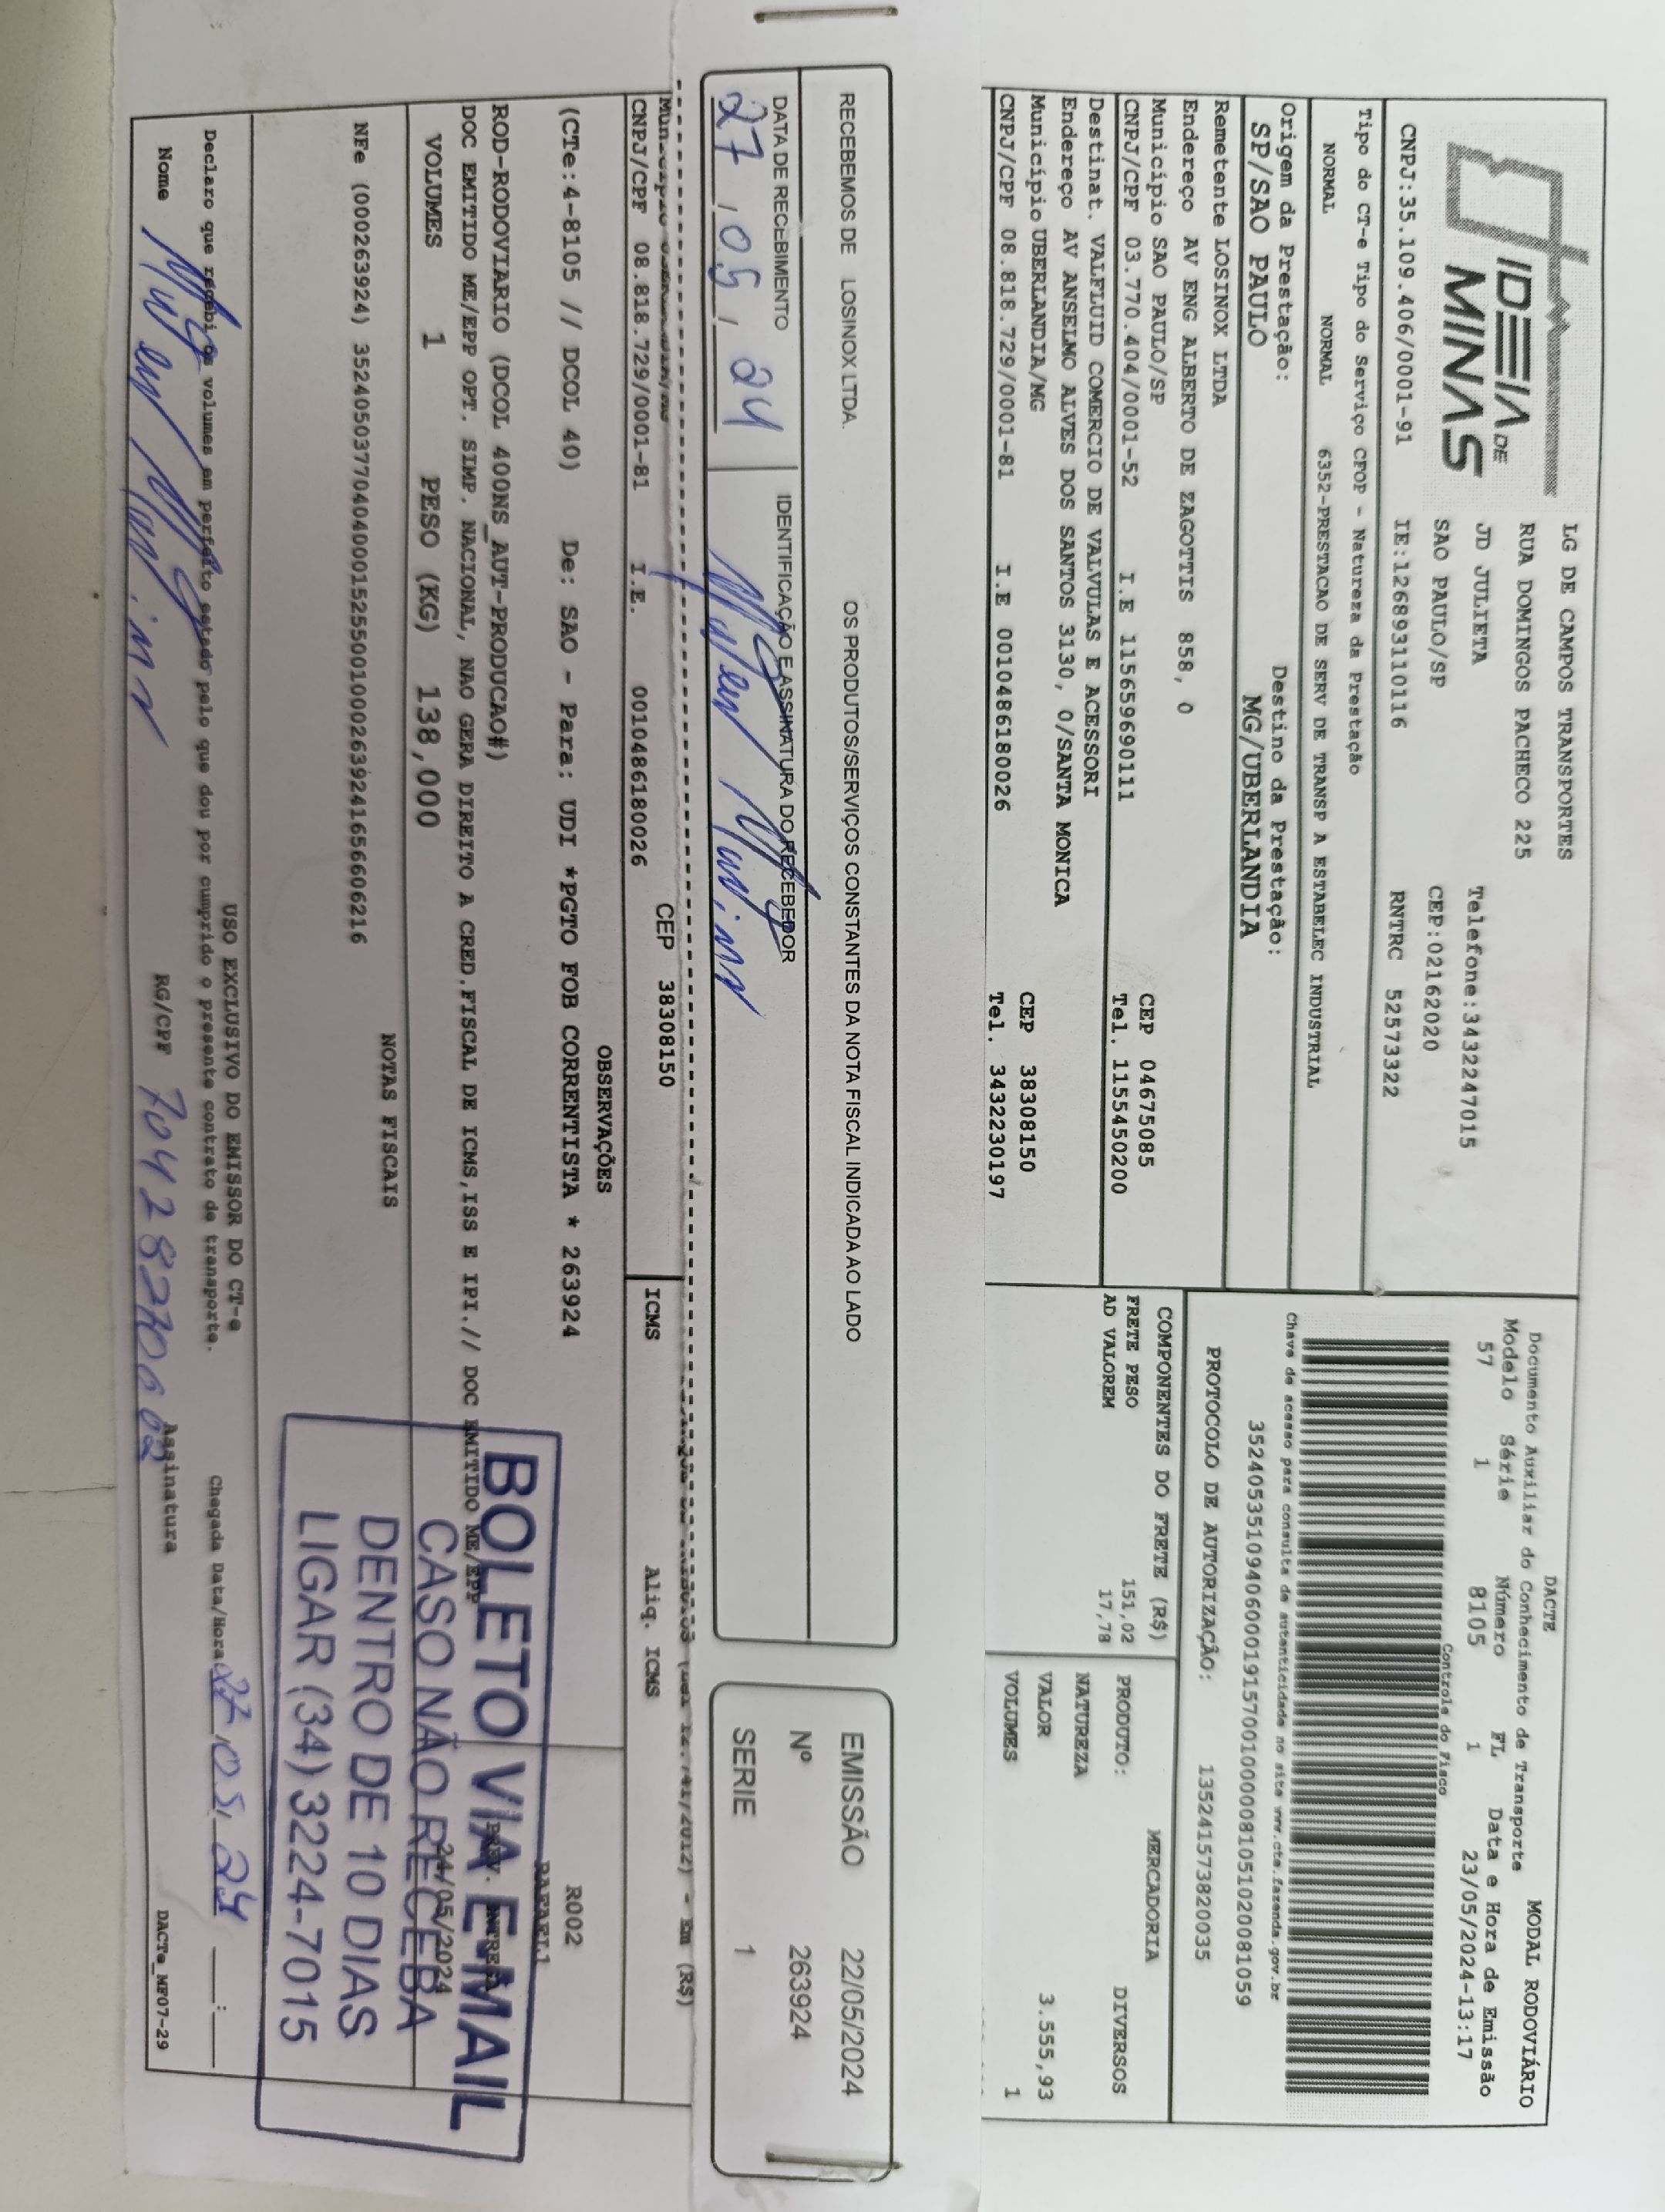 IDEIA DE
MINAS
LG DE CAMPOS TRANSPORTES
RUA DOMINGOS PACHECO 225
JD JULIETA
SAO PAULO/SP
Telefone:3432247015
CEP:02162020
CNPJ:35.109.406/0001-91 IE:126893110116 RNTRC 52573322
DACTE
Documento Auxiliar do Conhecimento de Transporte
MODAL RODOVIÁRIO
Modelo Série Número FL Data e Hora de Emissão
57 1 8105 1 23/05/2024-13:17
Controle do Fisco
Tipo do CT-e Tipo do Serviço CFOP - Natureza da Prestação
NORMAL NORMAL 6352-PRESTACAO DE SERV DE TRANSP A ESTABELEC INDUSTRIAL
Chave de acesso para consulta de autenticidade no site www.cte.fazenda.gov.br
35240535109406000191570010000081051020081059
Origem da Prestação: Destino da Prestação:
SP/SAO PAULO MG/UBERLANDIA
PROTOCOLO DE AUTORIZAÇÃO: 135241573820035
Remetente LOSINOX LTDA
Endereço AV ENG ALBERTO DE ZAGOTTIS 858, 0
Município SAO PAULO/SP CEP 04675085
CNPJ/CPF 03.770.404/0001-52 I.E 115659690111 Tel. 1155450200
Destinat. VALFLUID COMERCIO DE VALVULAS E ACESSORI
Endereço AV ANSELMO ALVES DOS SANTOS 3130, 0/SANTA MONICA
Município UBERLANDIA/MG CEP 38308150
CNPJ/CPF 08.818.729/0001-81 I.E 0010486180026 Tel. 3432230197
COMPONENTES DO FRETE (R$)
FRETE PESO 151,02
AD VALOREM 17,78
MERCADORIA
PRODUTO: DIVERSOS
NATUREZA
VALOR 3.555,93
VOLUMES 1
RECEBEMOS DE LOSINOX LTDA. OS PRODUTOS/SERVIÇOS CONSTANTES DA NOTA FISCAL INDICADA AO LADO
DATA DE RECEBIMENTO IDENTIFICAÇÃO E ASSINATURA DO RECEBEDOR
27/05/24
EMISSÃO 22/05/2024
Nº 263924
SERIE 1
CEP 38308150
CNPJ/CPF 08.818.729/0001-81 I.E. 0010486180026
ICMS Aliq. ICMS
(Lei 12.741/2012) - Em (R$)
OBSERVAÇÕES
(CTe:4-8105 // DCOL 40) De: SAO - Para: UDI *PGTO FOB CORRENTISTA * 263924
R002
RAFAEL1
ROD-RODOVIARIO (DCOL 400NS_AUT-PRODUCAO#)
DOC EMITIDO ME/EPP OPT. SIMP. NACIONAL, NAO GERA DIREITO A CRED.FISCAL DE ICMS,ISS E IPI.// DOC EMITIDO ME/EPP
PREV. ENTREGA
24/05/2024
VOLUMES 1 PESO (KG) 138,000
NOTAS FISCAIS
NFe (000263924) 35240503770404000152550010002639241656606216
BOLETO VIA E-MAIL
CASO NÃO RECEBA
DENTRO DE 10 DIAS
LIGAR (34) 3224-7015
USO EXCLUSIVO DO EMISSOR DO CT-e
Declaro que recebi os volumes em perfeito estado pelo que dou por cumprido o presente contrato de transporte. Chegada Data/Hora 27/05/24 __:__
Nome RG/CPF Assinatura
DACTe_MF07-29